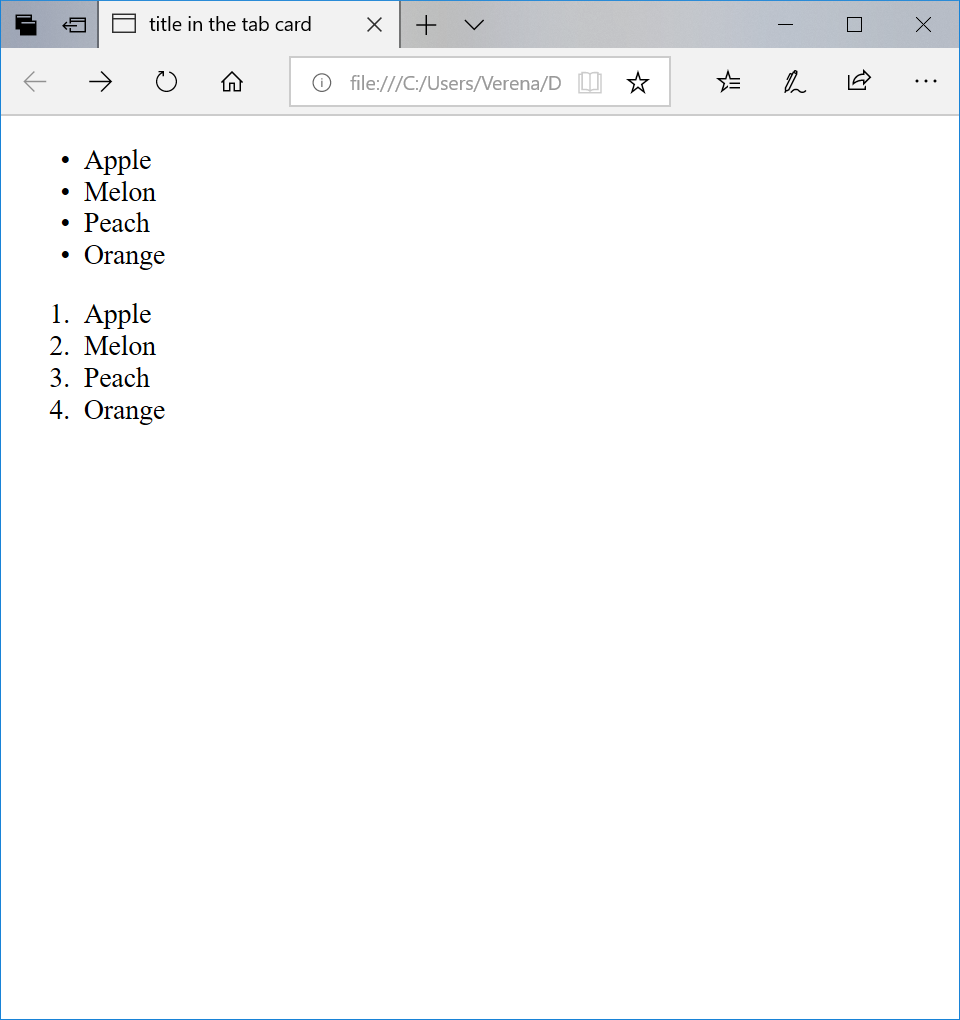 title in the tab card
file:///C:/Users/Verena/D
• Apple
• Melon
• Peach
• Orange
1. Apple
2. Melon
3. Peach
4. Orange